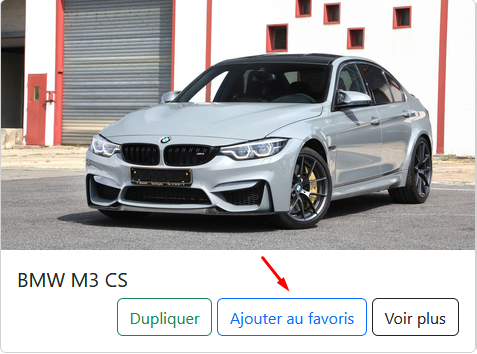 BMW M3 CS
Dupliquer
Ajouter au favoris
Voir plus